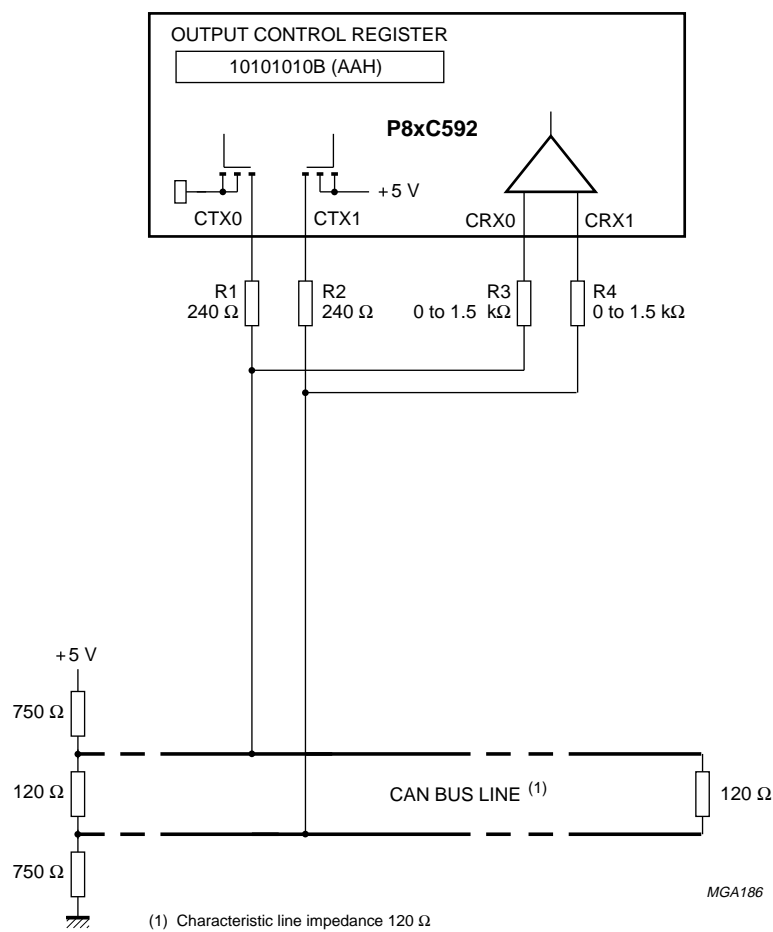 OUTPUT CONTROL REGISTER
10101010B (AAH)
P8xC592
+5 V
CTX0
CTX1
CRX0
CRX1
R1
240 Ω
R2
240 Ω
R3
0 to 1.5 kΩ
R4
0 to 1.5 kΩ
+5 V
750 Ω
120 Ω
CAN BUS LINE (1)
120 Ω
750 Ω
MGA186
(1) Characteristic line impedance 120 Ω